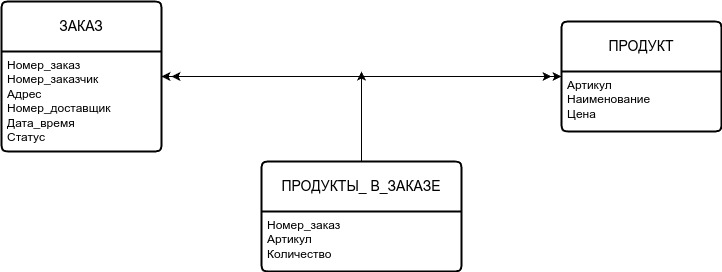 ЗАКАЗ
Номер_заказ
Номер_заказчик
Адрес
Номер_доставщик
Дата_время
Статус
ПРОДУКТ
Артикул
Наименование
Цена
ПРОДУКТЫ_ В_ЗАКАЗЕ
Номер_заказ
Артикул
Количество